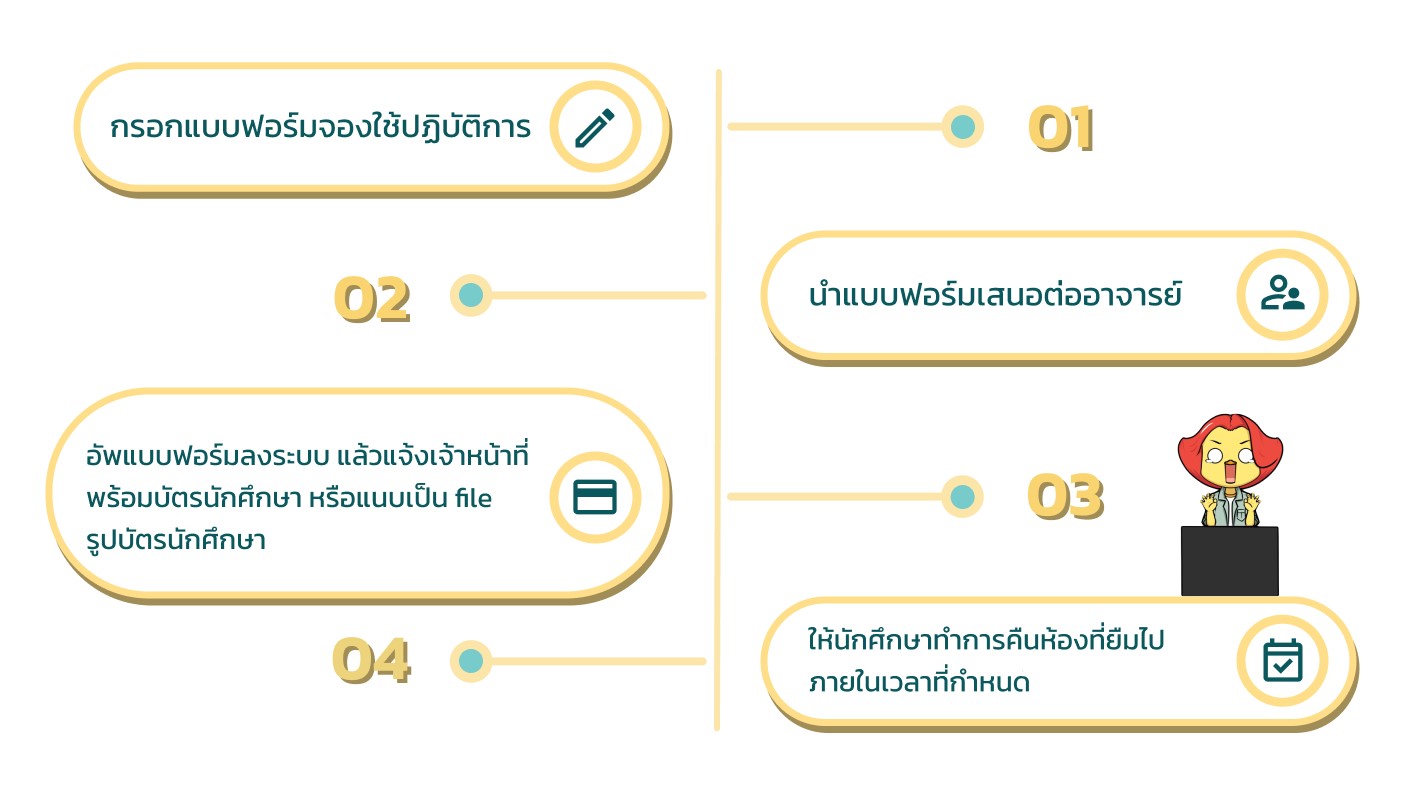 กรอกแบบฟอร์มจองใช้ปฏิบัติการ
01
02
นำแบบฟอร์มเสนอต่ออาจารย์
อัพแบบฟอร์มลงระบบ แล้วแจ้งเจ้าหน้าที่
พร้อมบัตรนักศึกษา หรือแนบเป็น file
รูปบัตรนักศึกษา
03
04
ให้นักศึกษาทำการคืนห้องที่ยืมไป
ภายในเวลาที่กำหนด